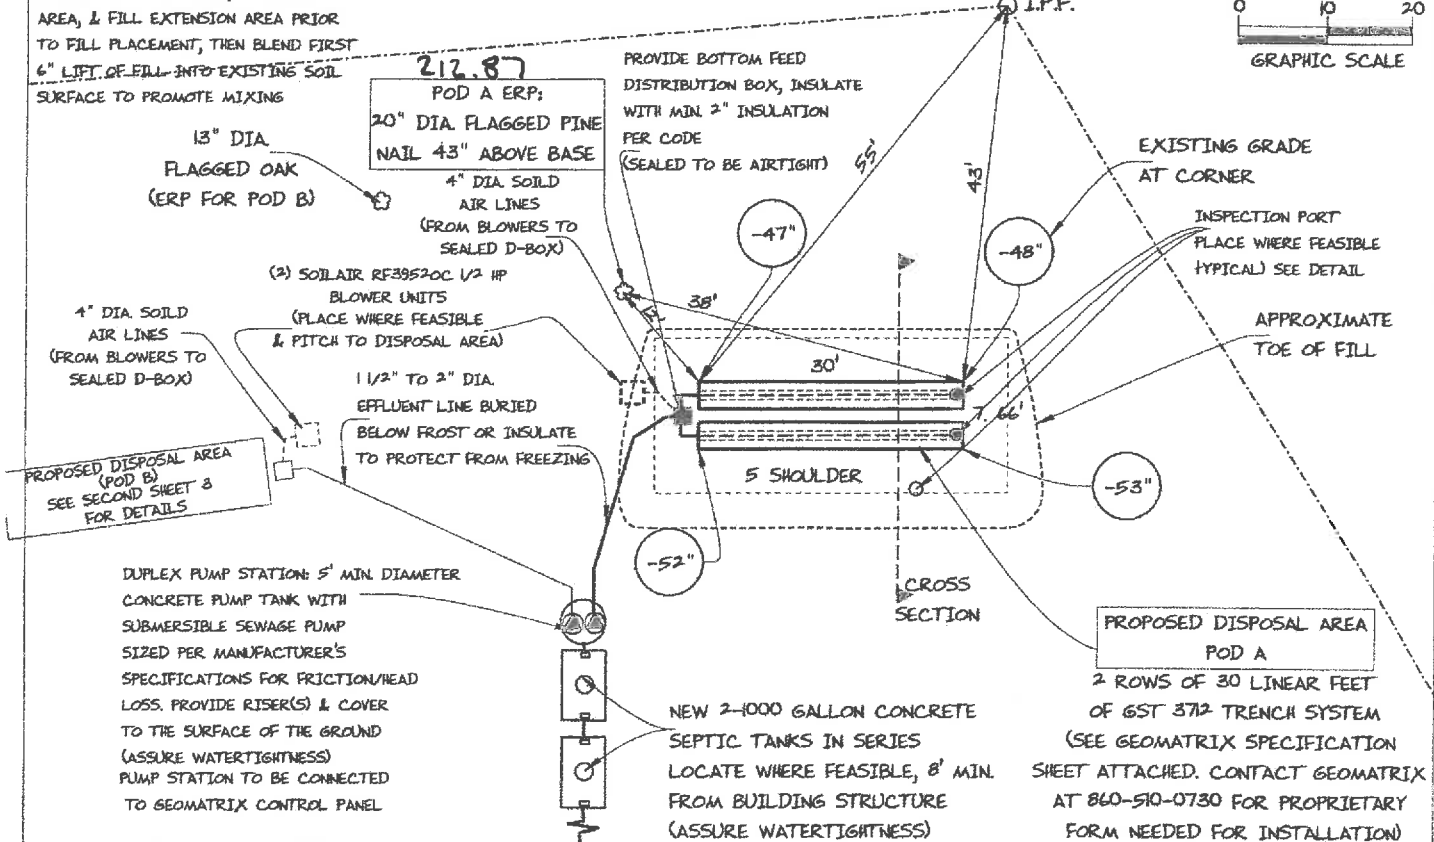 AREA, & FILL EXTENSION AREA PRIOR
TO FILL PLACEMENT, THEN BLEND FIRST
6" LIFT OF FILL INTO EXISTING SOIL
SURFACE TO PROMOTE MIXING
13" DIA.
FLAGGED OAK
(ERP FOR POD B)
212.87
POD A ERP:
20" DIA. FLAGGED PINE
NAIL 43" ABOVE BASE
4" DIA. SOILD
AIR LINES
(FROM BLOWERS TO
SEALED D-BOX)
PROVIDE BOTTOM FEED
DISTRIBUTION BOX, INSULATE
WITH MIN. 2" INSULATION
PER CODE
(SEALED TO BE AIRTIGHT)
I.P.F.
0 10 20
GRAPHIC SCALE
55'
43'
EXISTING GRADE
AT CORNER
-47"
-48"
INSPECTION PORT
PLACE WHERE FEASIBLE
(TYPICAL) SEE DETAIL
(2) SOILAIR RF39520C 1/2 HP
BLOWER UNITS
(PLACE WHERE FEASIBLE
& PITCH TO DISPOSAL AREA)
4" DIA. SOILD
AIR LINES
(FROM BLOWERS TO
SEALED D-BOX)
12'
38'
30'
APPROXIMATE
TOE OF FILL
1 1/2" TO 2" DIA.
EFFLUENT LINE BURIED
BELOW FROST OR INSULATE
TO PROTECT FROM FREEZING
7.66'
5 SHOULDER
-53"
-52"
PROPOSED DISPOSAL AREA
(POD B)
SEE SECOND SHEET 3
FOR DETAILS
CROSS
SECTION
DUPLEX PUMP STATION: 5' MIN. DIAMETER
CONCRETE PUMP TANK WITH
SUBMERSIBLE SEWAGE PUMP
SIZED PER MANUFACTURER'S
SPECIFICATIONS FOR FRICTION/HEAD
LOSS. PROVIDE RISER(S) & COVER
TO THE SURFACE OF THE GROUND
(ASSURE WATERTIGHTNESS)
PUMP STATION TO BE CONNECTED
TO GEOMATRIX CONTROL PANEL
NEW 2-1000 GALLON CONCRETE
SEPTIC TANKS IN SERIES
LOCATE WHERE FEASIBLE, 8' MIN.
FROM BUILDING STRUCTURE
(ASSURE WATERTIGHTNESS)
PROPOSED DISPOSAL AREA
POD A
2 ROWS OF 30 LINEAR FEET
OF GST 3712 TRENCH SYSTEM
(SEE GEOMATRIX SPECIFICATION
SHEET ATTACHED. CONTACT GEOMATRIX
AT 860-510-0730 FOR PROPRIETARY
FORM NEEDED FOR INSTALLATION)